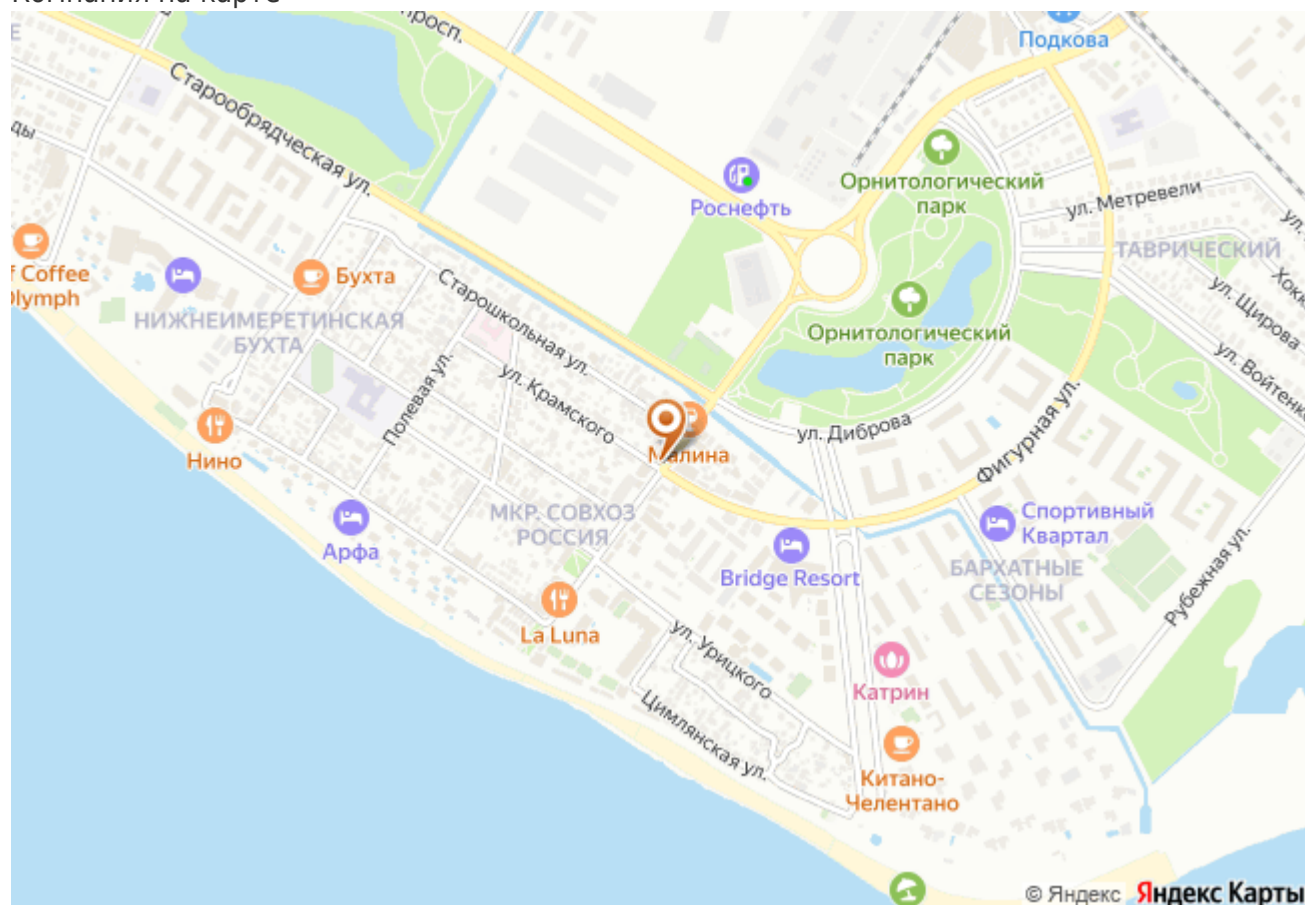 Компания на карте
просп.
Подкова
Старообрядческая ул.
Роснефть
Орнитологический
парк
ул. Метревели
ТАВРИЧЕСКИЙ
ул. Щирова
ул. Войтенко
f Coffee
Olymph
Бухта
НИЖНЕИМЕРЕТИНСКАЯ
БУХТА
Старошкольная ул.
Орнитологический
парк
ул. Крамского
Полевая ул.
Малина
ул. Диброва
Фигурная ул.
Нино
Арфа
МКР. СОВХОЗ
РОССИЯ
Bridge Resort
Спортивный
Квартал
БАРХАТНЫЕ
СЕЗОНЫ
Рубежная ул.
La Luna
ул. Урицкого
Катрин
Цимлянская ул.
Китано-
Челентано
© Яндекс Яндекс Карты